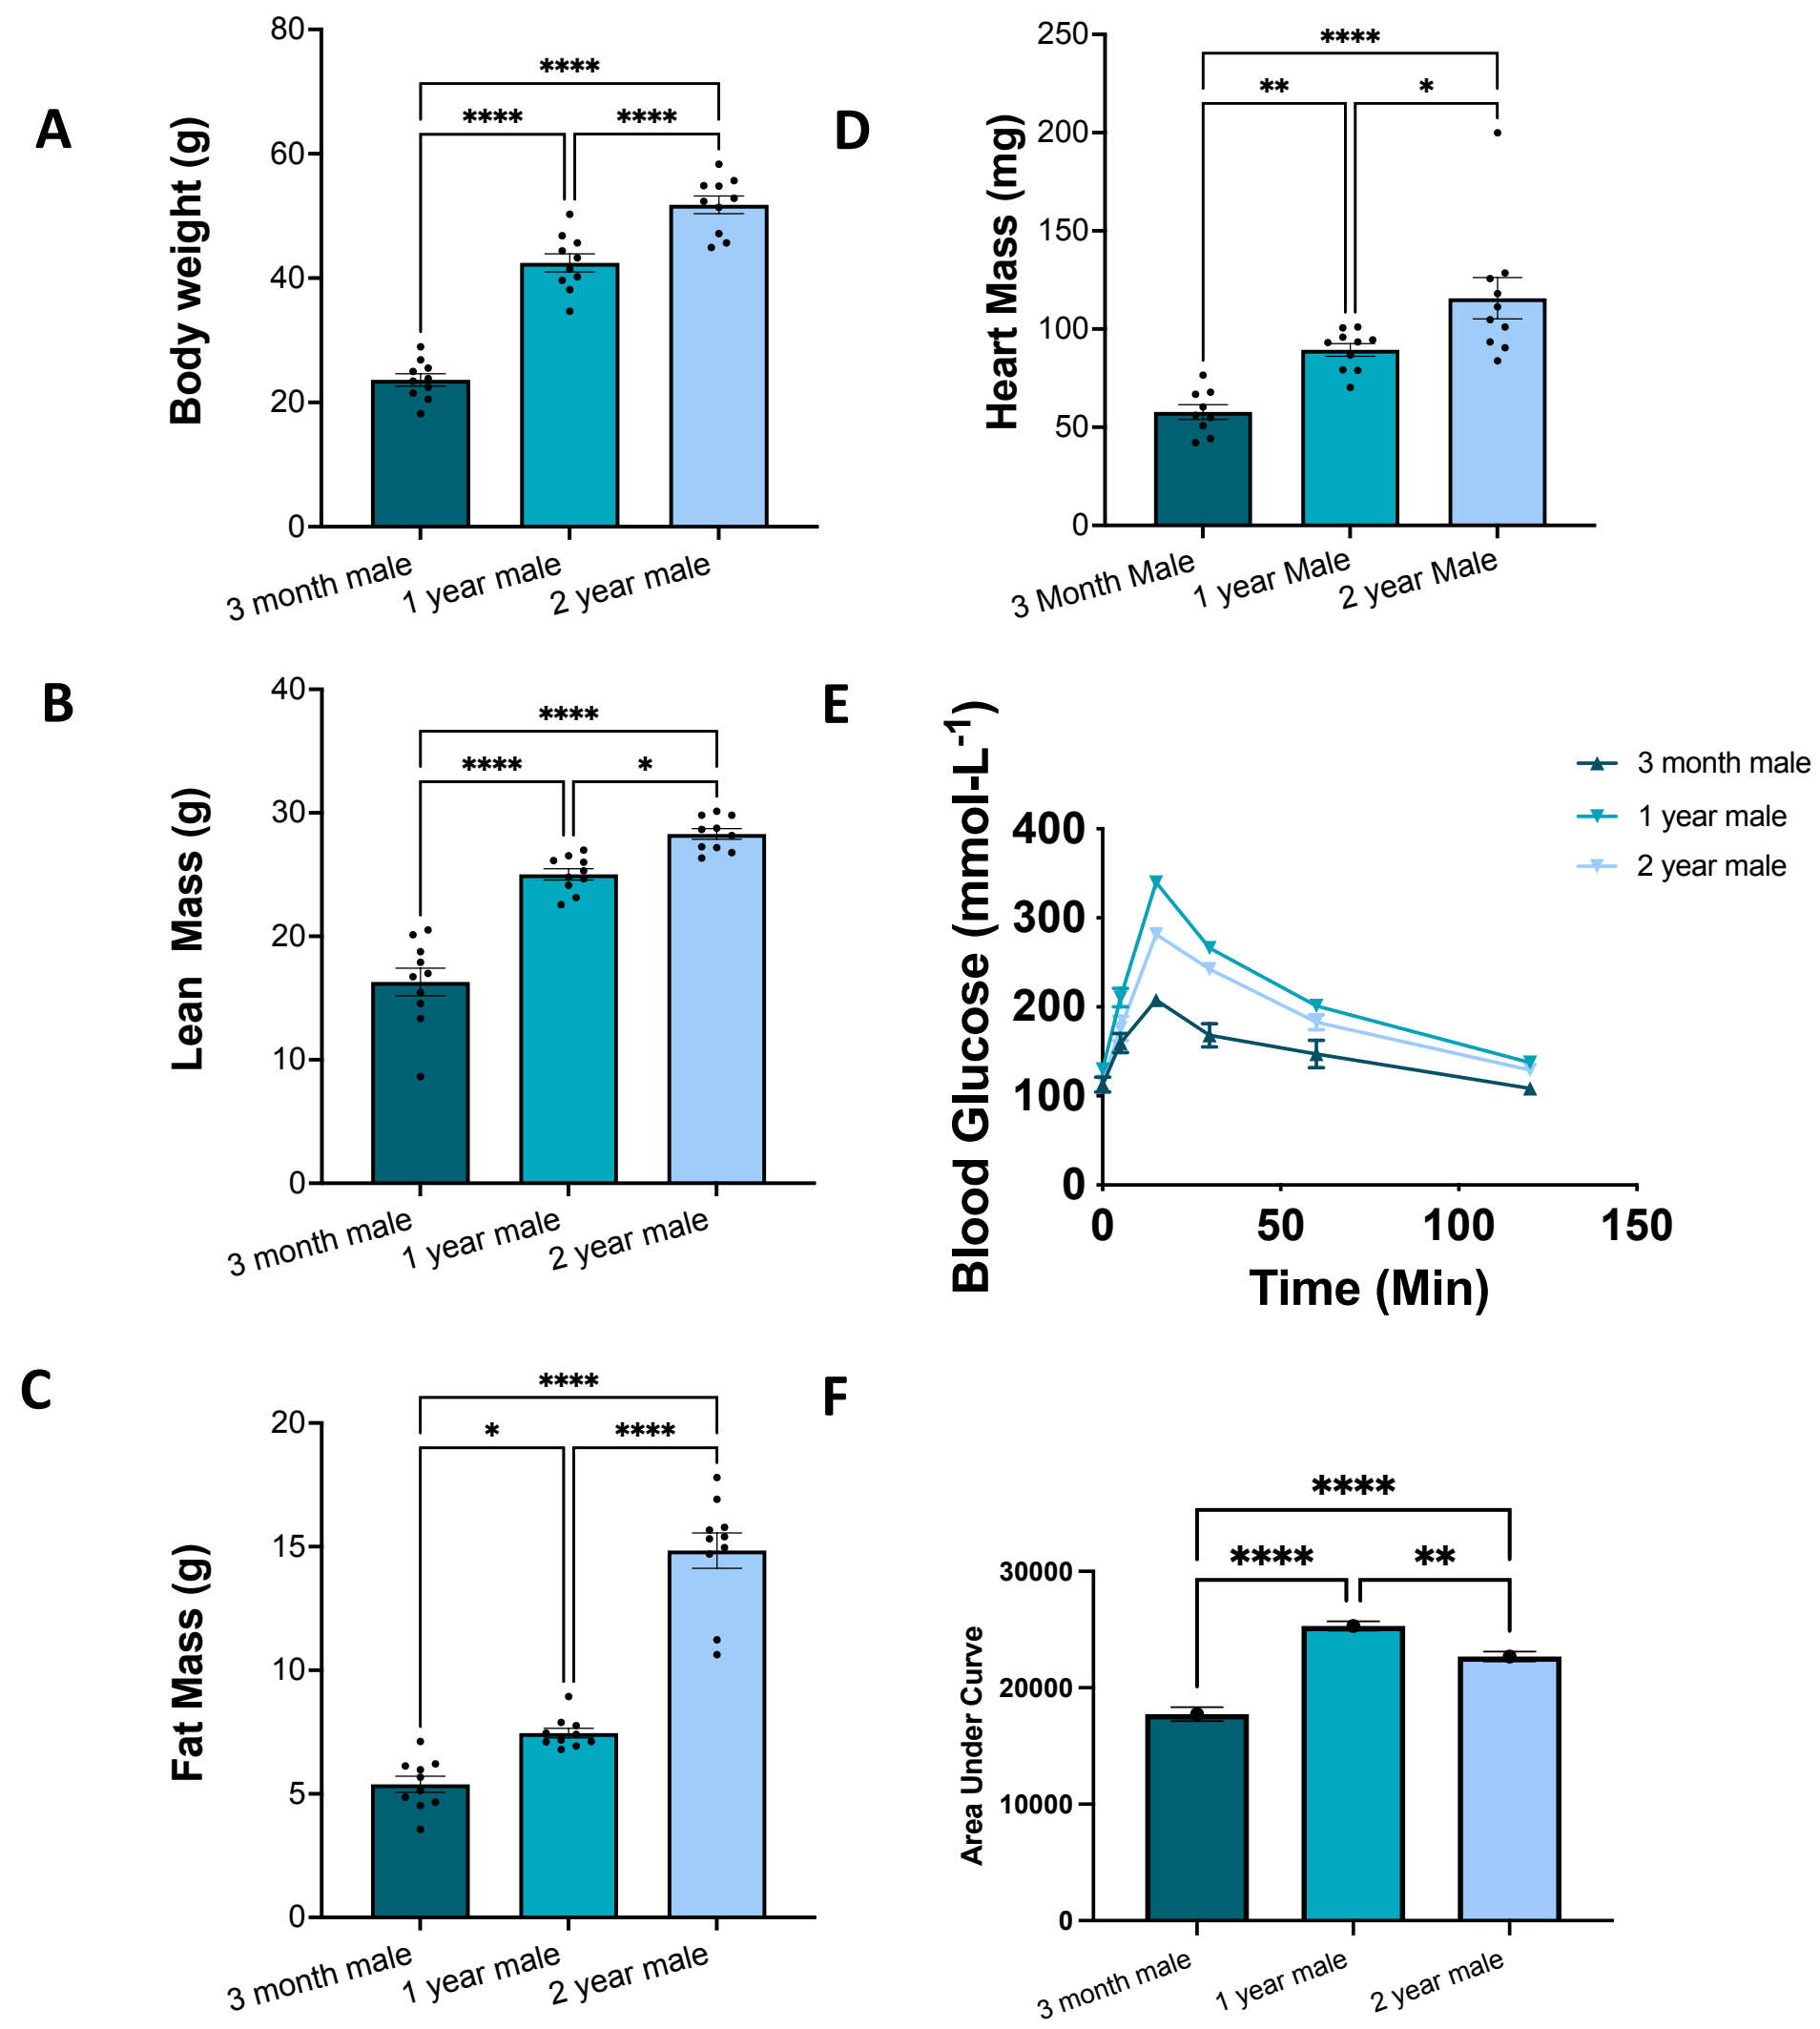 A
Body weight (g)
80
60
40
20
0
****
****
****
3 month male
1 year male
2 year male
D
Heart Mass (mg)
250
200
150
100
50
0
****
**
*
3 Month Male
1 year Male
2 year Male
B
Lean Mass (g)
40
30
20
10
0
****
****
*
3 month male
1 year male
2 year male
E
Blood Glucose (mmol-L-1)
400
300
200
100
0
0 50 100 150
Time (Min)
3 month male
1 year male
2 year male
C
Fat Mass (g)
20
15
10
5
0
****
*
****
3 month male
1 year male
2 year male
F
Area Under Curve
30000
20000
10000
0
****
****
**
3 month male
1 year male
2 year male